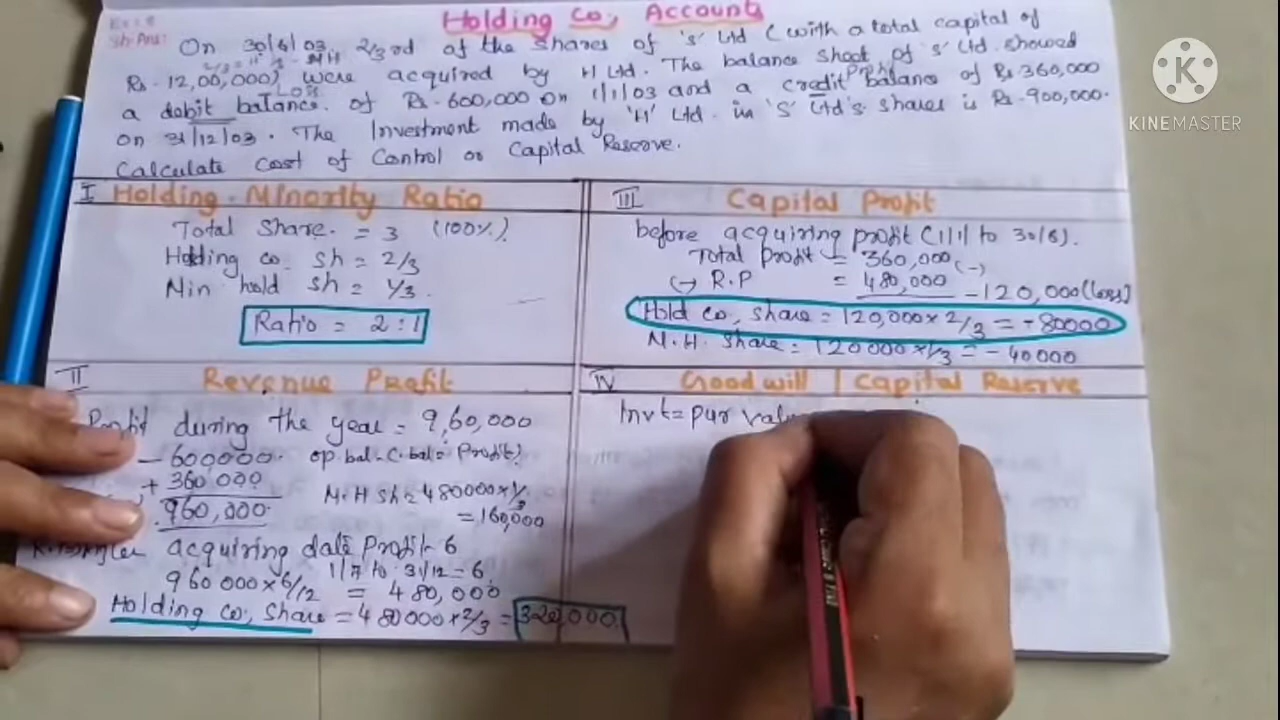 Holding Co, Accounts
On 30/6/03, 2/3rd of the shares of 'S' Ltd (with a total capital of
Rs. 12,00,000) were acquired by H Ltd. The balance sheet of 'S' Ltd. showed
Loss Profit
a debit balance. of Rs. 600,000 on 1/1/03 and a credit balance of Rs. 360,000
on 31/12/03. The Investment made by 'H' Ltd. in 'S' Ltd's shares is Rs. 900,000.
Calculate cost of Control or Capital Reserve.
KINEMASTER
I Holding-Minority Ratio
Total Share. = 3 (100%).
Holding co. sh = 2/3
Min hold sh = 1/3.
Ratio = 2:1
II Revenue Profit
Profit during the year = 9,60,000
- 600000. op.bal - C.bal = Profit)
+ 360 000
960,000
M.H Sh = 480000 x 1/3
= 160,000
acquiring date Profit - 6
1/7 to 31/12 = 6
960 000 x 6/12 = 480,000
Holding co; Share = 480000 x 2/3 = 320,000.
III Capital Profit
before acquiring profit (1/1 to 30/6).
Total profit = 360,000 (-)
(-) R.P = 480,000
-120,000 (Loss)
Hold co, share = 120,000 x 2/3 = -80000
M.H. Share = 120000 x 1/3 = -40000
IV Goodwill / Capital Reserve
Invt = pur